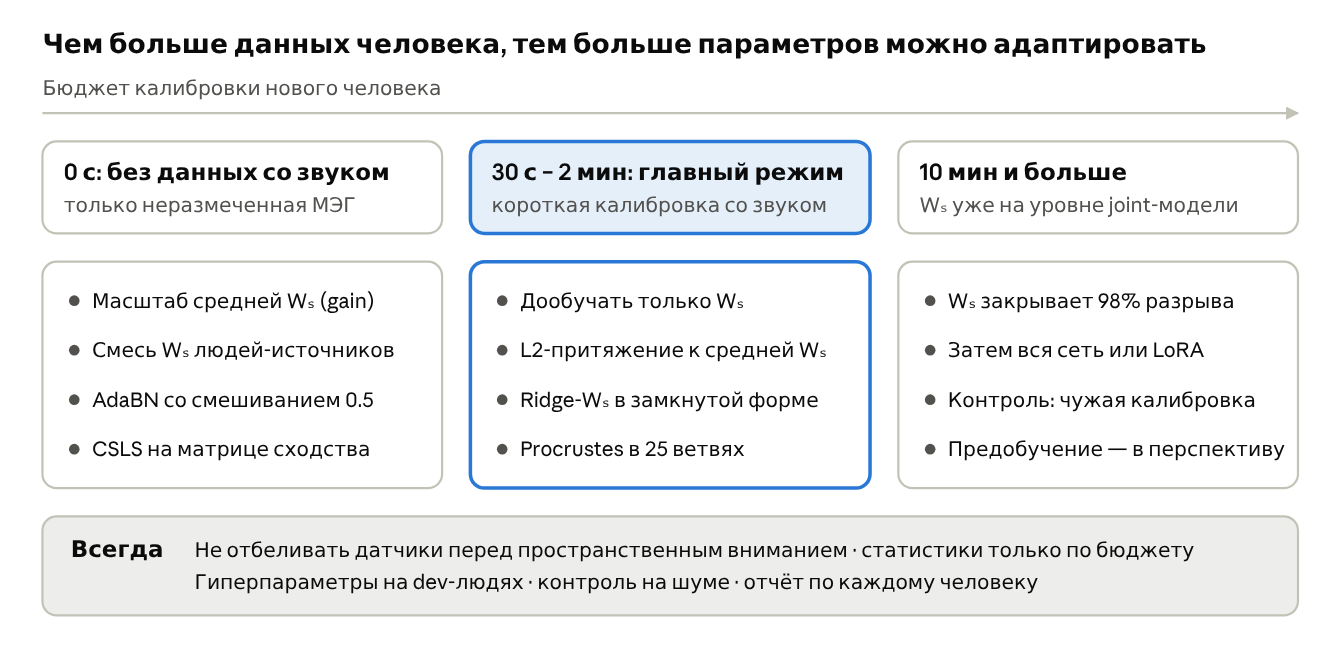 Чем больше данных человека, тем больше параметров можно адаптировать
Бюджет калибровки нового человека
0 с: без данных со звуком
только неразмеченная МЭГ
30 с – 2 мин: главный режим
короткая калибровка со звуком
10 мин и больше
Wₛ уже на уровне joint-модели
Масштаб средней Wₛ (gain)
Смесь Wₛ людей-источников
AdaBN со смешиванием 0.5
CSLS на матрице сходства
Дообучать только Wₛ
L2-притяжение к средней Wₛ
Ridge-Wₛ в замкнутой форме
Procrustes в 25 ветвях
Wₛ закрывает 98% разрыва
Затем вся сеть или LoRA
Контроль: чужая калибровка
Предобучение — в перспективу
Всегда
Не отбеливать датчики перед пространственным вниманием · статистики только по бюджету
Гиперпараметры на dev-людях · контроль на шуме · отчёт по каждому человеку